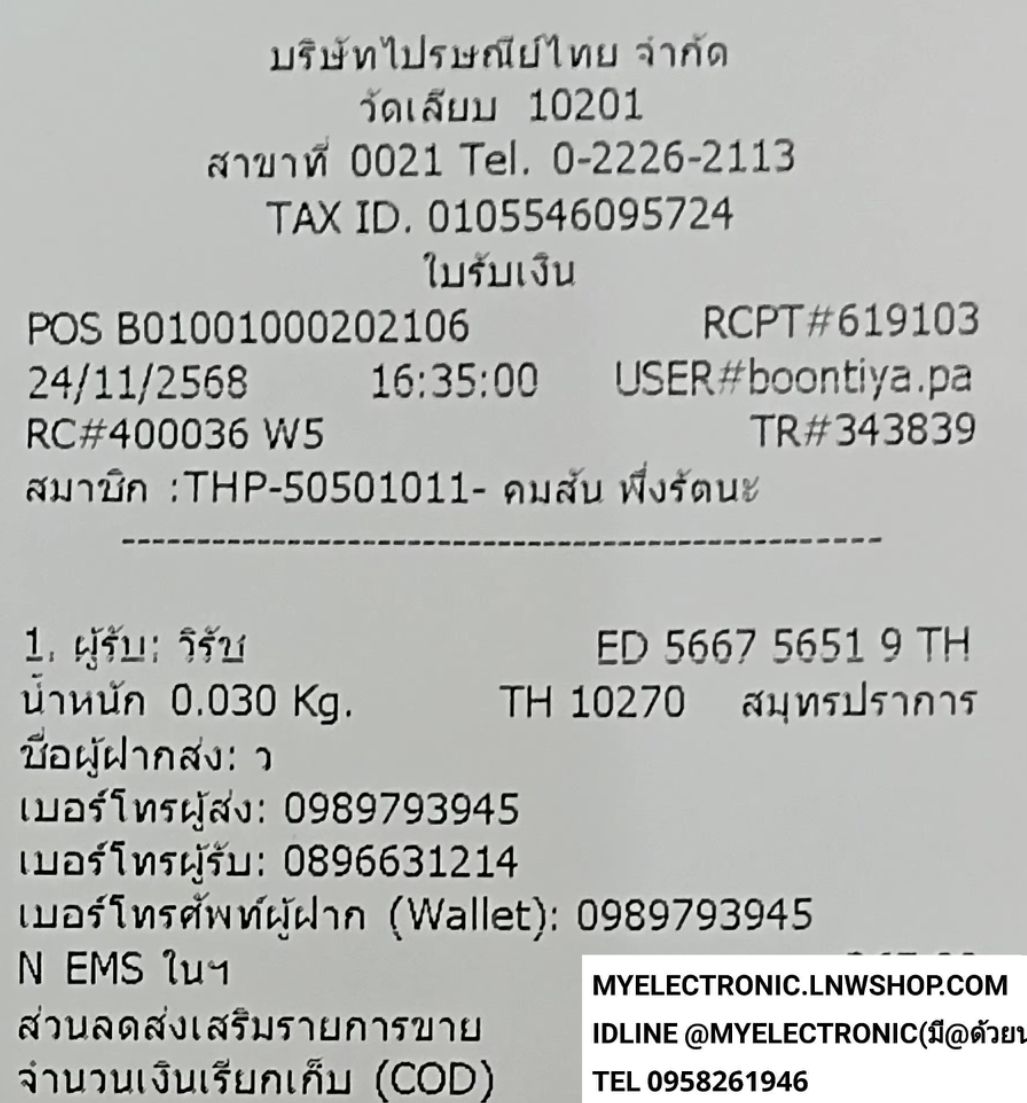 บริษัทไปรษณีย์ไทย จำกัด
วัดเลียบ 10201
สาขาที่ 0021 Tel. 0-2226-2113
TAX ID. 0105546095724
ใบรับเงิน
POS B01001000202106 RCPT#619103
24/11/2568 16:35:00 USER#boontiya.pa
RC#400036 W5 TR#343839
สมาชิก :THP-50501011- คมสัน พึ่งรัตนะ
1. ผู้รับ: วิรัช ED 5667 5651 9 TH
น้ำหนัก 0.030 Kg. TH 10270 สมุทรปราการ
ชื่อผู้ฝากส่ง: ว
เบอร์โทรผู้ส่ง: 0989793945
เบอร์โทรผู้รับ: 0896631214
เบอร์โทรศัพท์ผู้ฝาก (Wallet): 0989793945
N EMS ในฯ
ส่วนลดส่งเสริมรายการขาย
จำนวนเงินเรียกเก็บ (COD)
MYELECTRONIC.LNWSHOP.COM
IDLINE @MYELECTRONIC(มี@ด้วยน
TEL 0958261946